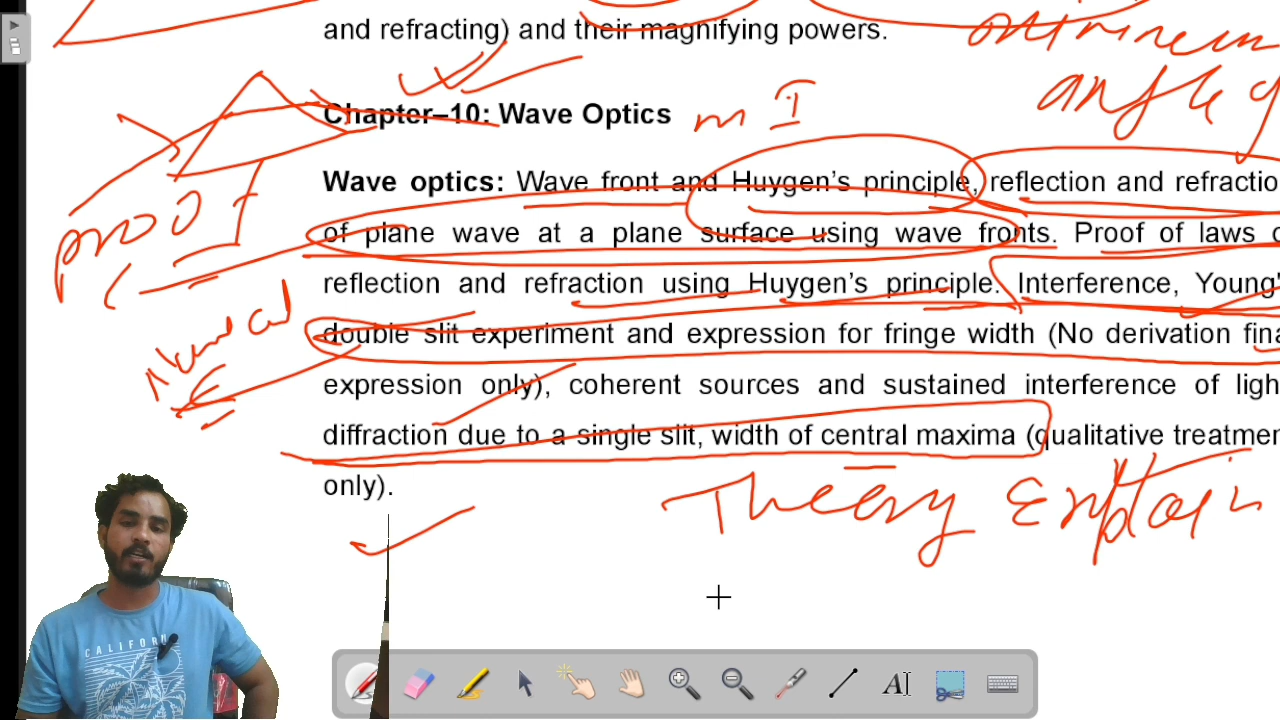 and refracting) and their magnifying powers.
angle
Chapter–10: Wave Optics
m I
Wave optics: Wave front and Huygen's principle, reflection and refractio
of plane wave at a plane surface using wave fronts. Proof of laws o
proof
reflection and refraction using Huygen's principle. Interference, Young'
double slit experiment and expression for fringe width (No derivation fina
expression only), coherent sources and sustained interference of ligh
diffraction due to a single slit, width of central maxima (qualitative treatmen
only).
Theory Explain
CALIFOR